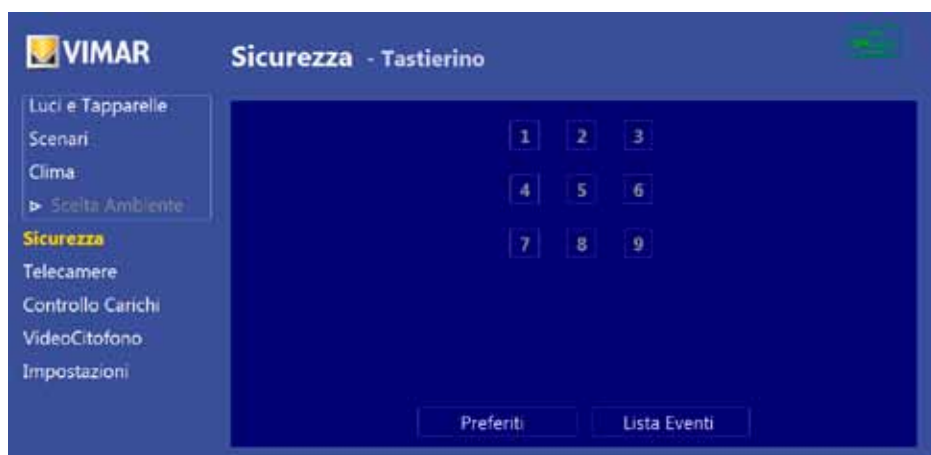 VIMAR
Sicurezza - Tastierino
Luci e Tapparelle
Scenari
Clima
Scelta Ambiente
Sicurezza
Telecamere
Controllo Carichi
VideoCitofono
Impostazioni
1 2 3
4 5 6
7 8 9
Preferiti Lista Eventi